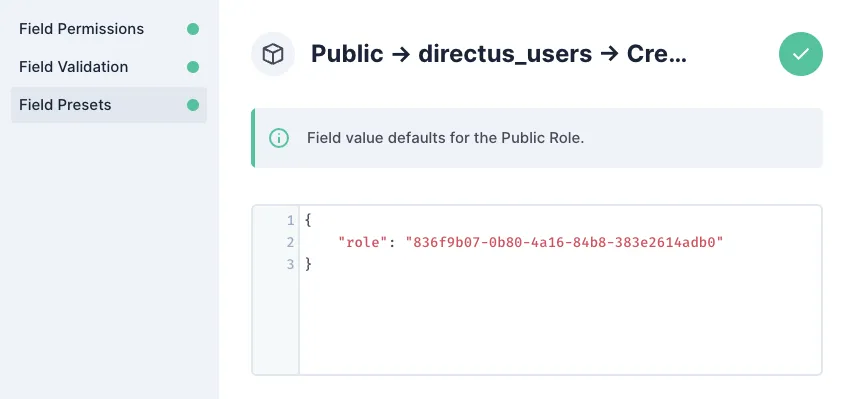 Field Permissions
Field Validation
Field Presets
Public → directus_users → Cre...
Field value defaults for the Public Role.
1 {
2     "role": "836f9b07-0b80-4a16-84b8-383e2614adb0"
3 }